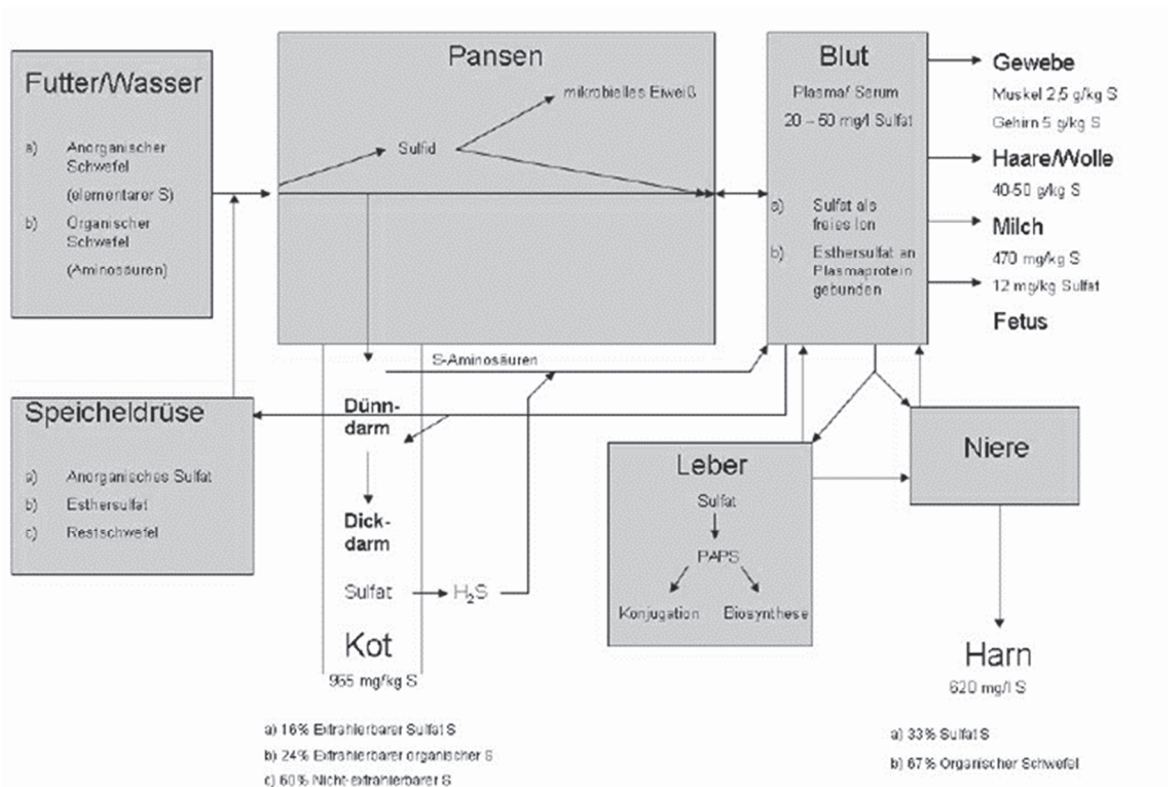 Futter/Wasser
a) Anorganischer
Schwefel
(elementarer S)
b) Organischer
Schwefel
(Aminosäuren)
Pansen
mikrobielles Eiweiß
Sulfid
Blut
Plasma/ Serum
20 – 50 mg/l Sulfat
a) Sulfat als
freies Ion
b) Esthersulfat an
Plasmaprotein
gebunden
Gewebe
Muskel 2,5 g/kg S
Gehirn 5 g/kg S
Haare/Wolle
40-50 g/kg S
Milch
470 mg/kg S
12 mg/kg Sulfat
Fetus
S-Aminosäuren
Speicheldrüse
a) Anorganisches Sulfat
b) Esthersulfat
c) Restschwefel
Dünn-
darm
Dick-
darm
Sulfat
H₂S
Kot
955 mg/kg S
a) 16% Extrahierbarer Sulfat S
b) 24% Extrahierbarer organischer S
c) 60% Nicht-extrahierbarer S
Leber
Sulfat
PAPS
Konjugation
Biosynthese
Niere
Harn
620 mg/l S
a) 33% Sulfat S
b) 67% Organischer Schwefel